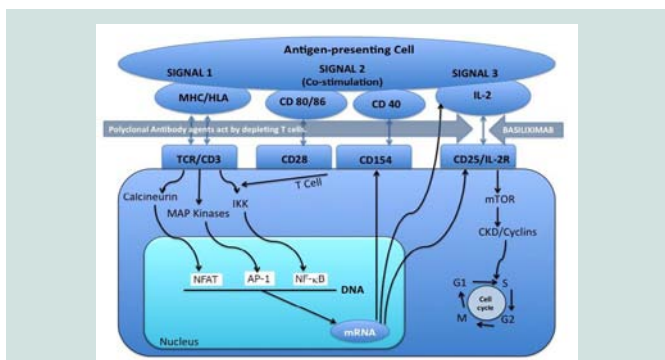 Antigen-presenting Cell
SIGNAL 1
SIGNAL 2
(Co-stimulation)
SIGNAL 3
MHC/HLA
CD 80/86
CD 40
IL-2
Polyclonal Antibody agents act by depleting T cells.
BASILIXIMAB
TCR/CD3
CD28
CD154
CD25/IL-2R
T Cell
Calcineurin
MAP Kinases
IKK
mTOR
CKD/Cyclins
NFAT
AP-1
NF-κB
DNA
mRNA
Nucleus
G1
S
Cell
cycle
M
G2